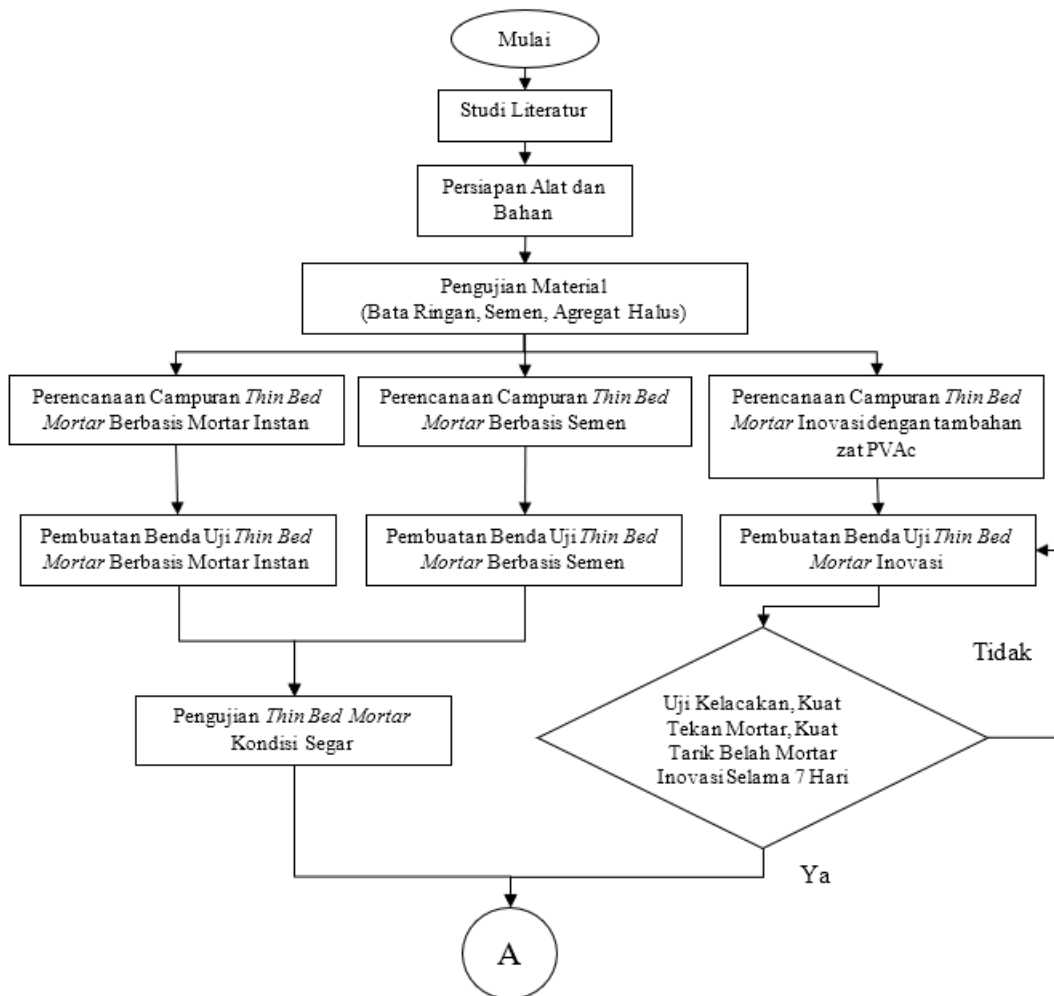 Mulai
Studi Literatur
Persiapan Alat dan
Bahan
Pengujian Material
(Bata Ringan, Semen, Agregat Halus)
Perencanaan Campuran Thin Bed
Mortar Berbasis Mortar Instan
Perencanaan Campuran Thin Bed
Mortar Berbasis Semen
Perencanaan Campuran Thin Bed
Mortar Inovasi dengan tambahan
zat PVAc
Pembuatan Benda Uji Thin Bed
Mortar Berbasis Mortar Instan
Pembuatan Benda Uji Thin Bed
Mortar Berbasis Semen
Pembuatan Benda Uji Thin Bed
Mortar Inovasi
Tidak
Pengujian Thin Bed Mortar
Kondisi Segar
Uji Kelacakan, Kuat
Tekan Mortar, Kuat
Tarik Belah Mortar
Inovasi Selama 7 Hari
Ya
A